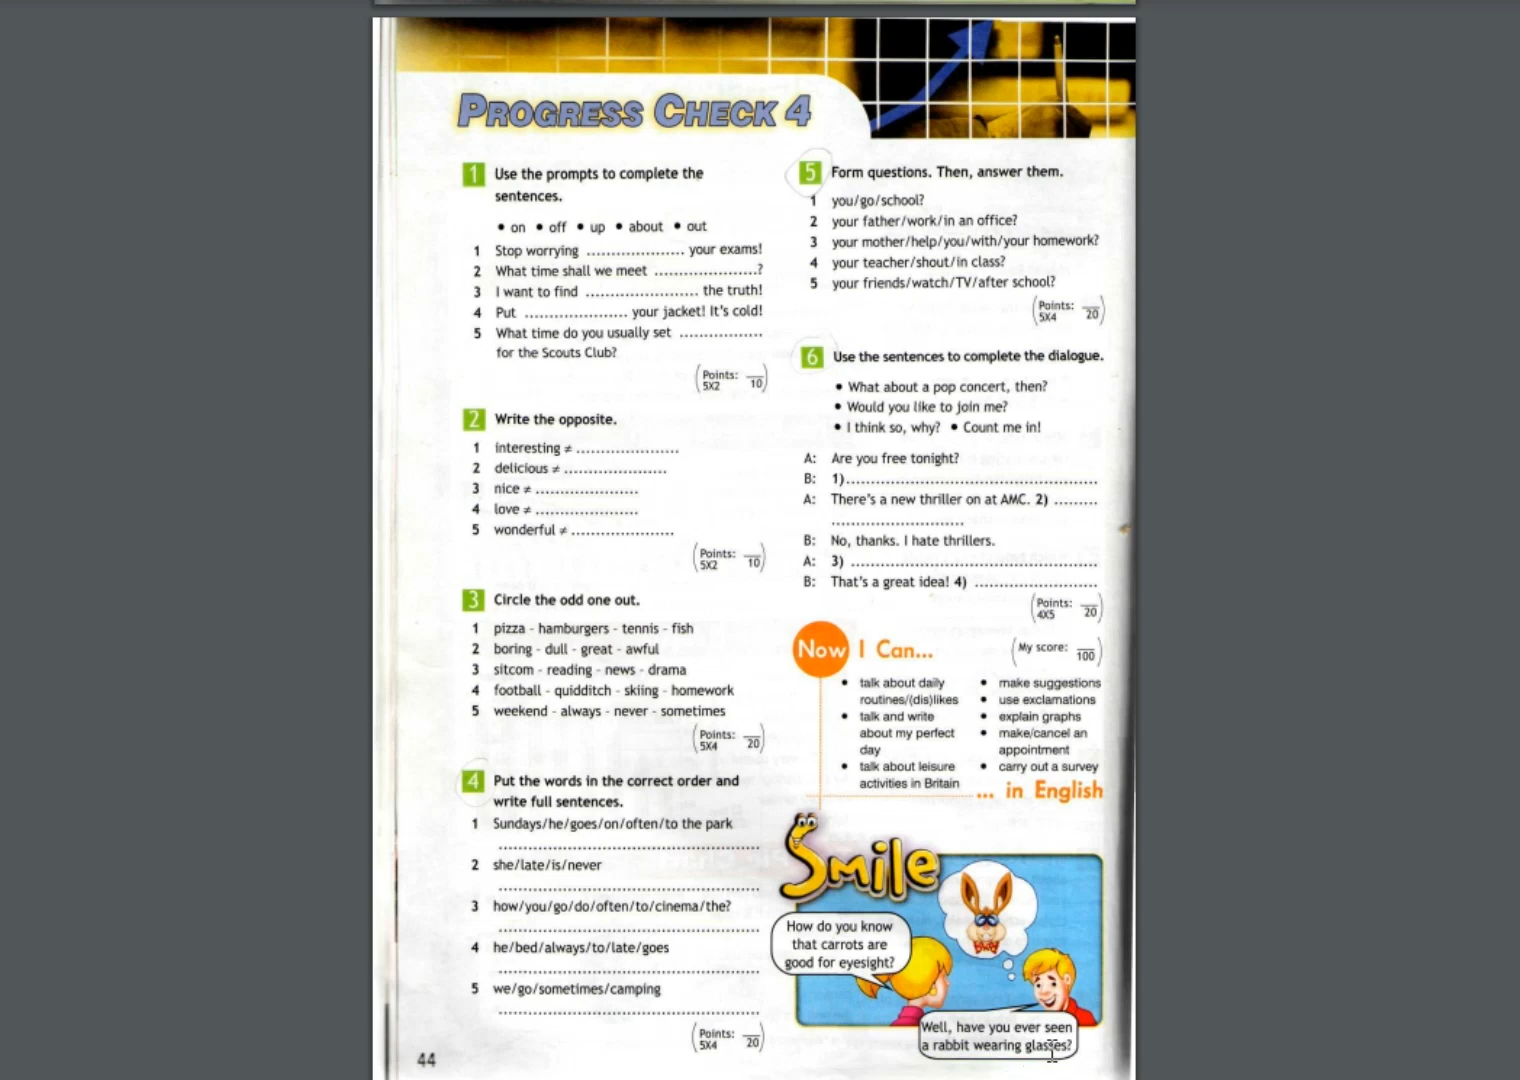 PROGRESS CHECK 4
1 Use the prompts to complete the
sentences.
• on • off • up • about • out
1 Stop worrying .................... your exams!
2 What time shall we meet .....................?
3 I want to find ....................... the truth!
4 Put ..................... your jacket! It's cold!
5 What time do you usually set .................
for the Scouts Club?
(Points: 5X2 __ 10)
2 Write the opposite.
1 interesting ≠ .....................
2 delicious ≠ .....................
3 nice ≠ .....................
4 love ≠ .....................
5 wonderful ≠ .....................
(Points: 5X2 __ 10)
3 Circle the odd one out.
1 pizza - hamburgers - tennis - fish
2 boring - dull - great - awful
3 sitcom - reading - news - drama
4 football - quidditch - skiing - homework
5 weekend - always - never - sometimes
(Points: 5X4 __ 20)
4 Put the words in the correct order and
write full sentences.
1 Sundays/he/goes/on/often/to the park
......................................................
2 she/late/is/never
......................................................
3 how/you/go/do/often/to/cinema/the?
......................................................
4 he/bed/always/to/late/goes
......................................................
5 we/go/sometimes/camping
......................................................
(Points: 5X4 __ 20)
44
5 Form questions. Then, answer them.
1 you/go/school?
2 your father/work/in an office?
3 your mother/help/you/with/your homework?
4 your teacher/shout/in class?
5 your friends/watch/TV/after school?
(Points: 5X4 __ 20)
6 Use the sentences to complete the dialogue.
• What about a pop concert, then?
• Would you like to join me?
• I think so, why? • Count me in!
A: Are you free tonight?
B: 1)....................................................
A: There's a new thriller on at AMC. 2) .........
...........................
B: No, thanks. I hate thrillers.
A: 3) ...................................................
B: That's a great idea! 4) .........................
(Points: 4X5 __ 20)
Now I Can...
(My score: __ 100)
• talk about daily
routines/(dis)likes
• talk and write
about my perfect
day
• talk about leisure
activities in Britain
• make suggestions
• use exclamations
• explain graphs
• make/cancel an
appointment
• carry out a survey
... in English
Smile
How do you know
that carrots are
good for eyesight?
Well, have you ever seen
a rabbit wearing glasses?